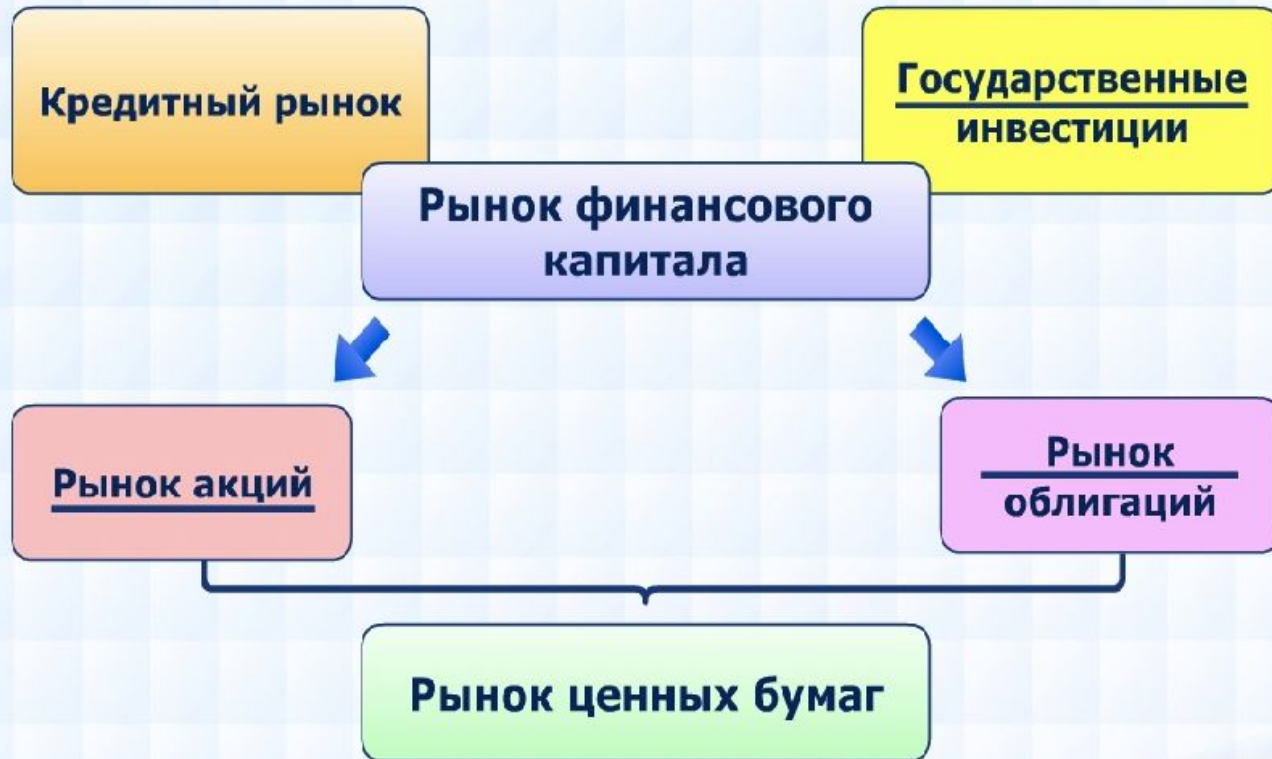 Кредитный рынок
Государственные
инвестиции
Рынок финансового
капитала
Рынок акций
Рынок
облигаций
Рынок ценных бумаг